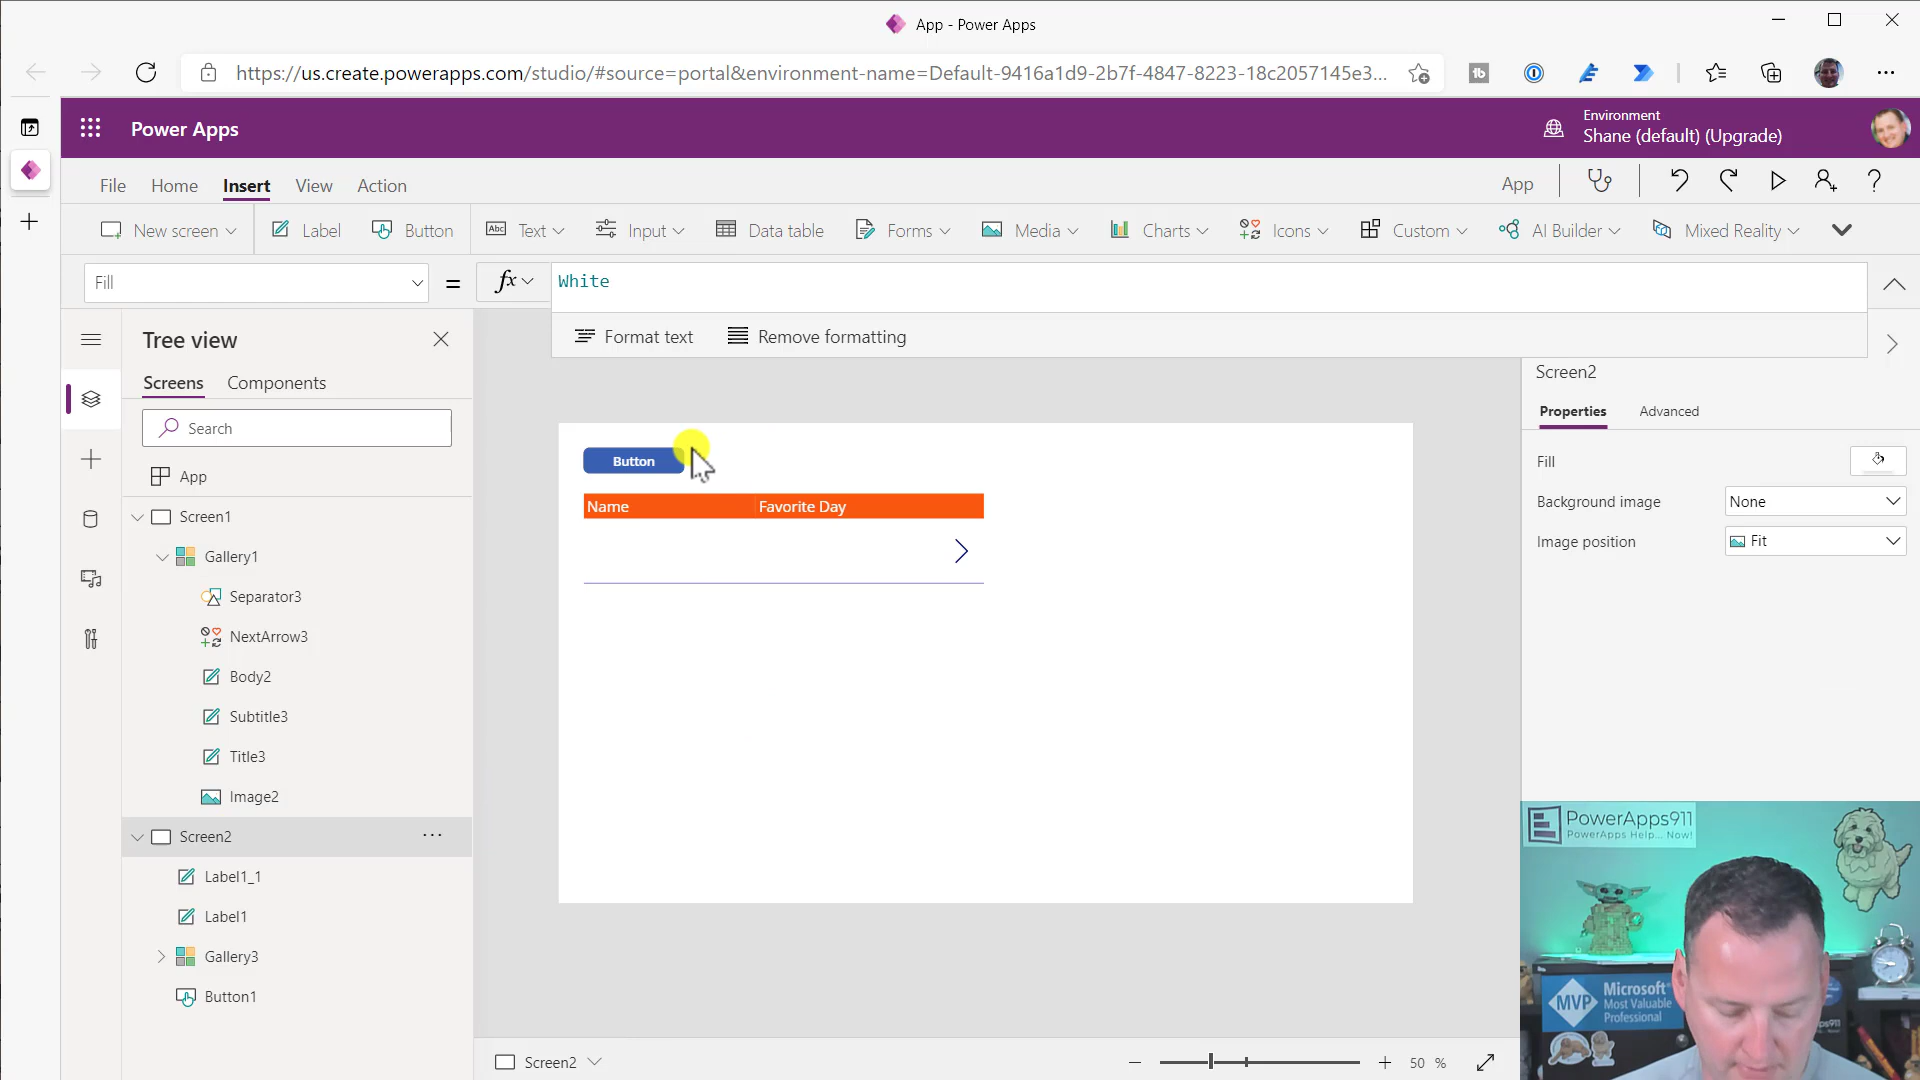 App - Power Apps
https://us.create.powerapps.com/studio/#source=portal&environment-name=Default-9416a1d9-2b7f-4847-8223-18c2057145e3...
Power Apps
Environment
Shane (default) (Upgrade)
File Home Insert View Action
App
New screen Label Button Text Input Data table Forms Media Charts Icons Custom AI Builder Mixed Reality
Fill = fx White
Format text Remove formatting
Tree view
Screens Components
Search
App
Screen1
Gallery1
Separator3
NextArrow3
Body2
Subtitle3
Title3
Image2
Screen2
Label1_1
Label1
Gallery3
Button1
Button
Name Favorite Day
Screen2
Properties Advanced
Fill
Background image None
Image position Fit
PowerApps911
PowerApps Help... Now!
MVP Microsoft®
Most Valuable
Professional
Screen2
50 %